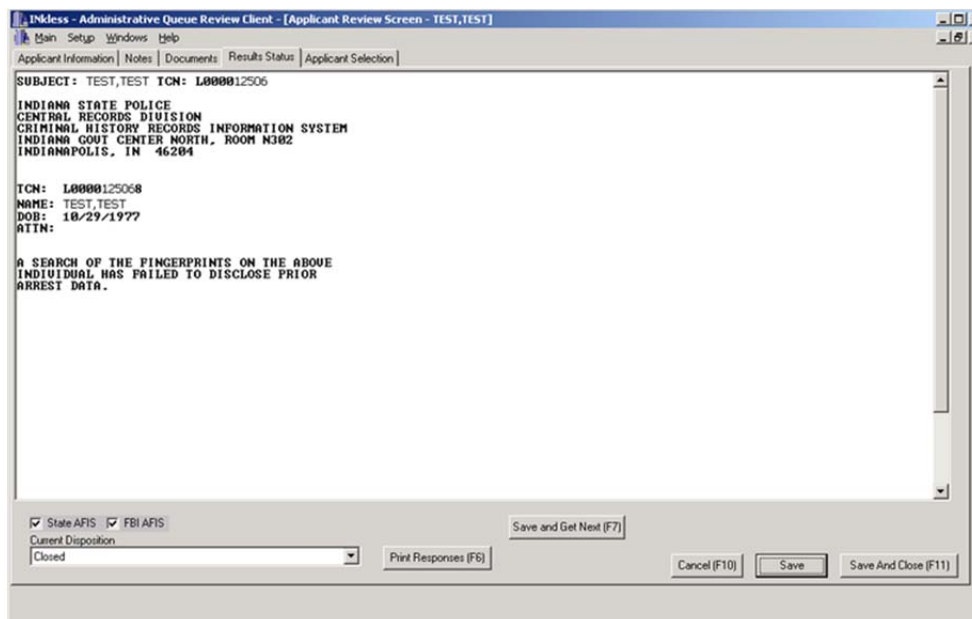 INkless - Administrative Queue Review Client - [Applicant Review Screen - TEST,TEST]
Main Setup Windows Help
Applicant Information Notes Documents Results Status Applicant Selection
SUBJECT: TEST,TEST TCN: L000012506
INDIANA STATE POLICE
CENTRAL RECORDS DIVISION
CRIMINAL HISTORY RECORDS INFORMATION SYSTEM
INDIANA GOVT CENTER NORTH, ROOM N302
INDIANAPOLIS, IN 46204
TCN: L0000125068
NAME: TEST,TEST
DOB: 10/29/1977
ATTN:
A SEARCH OF THE FINGERPRINTS ON THE ABOVE
INDIVIDUAL HAS FAILED TO DISCLOSE PRIOR
ARREST DATA.
State AFIS FBI AFIS
Save and Get Next (F7)
Current Disposition
Closed
Print Responses (F6)
Cancel (F10) Save Save And Close (F11)